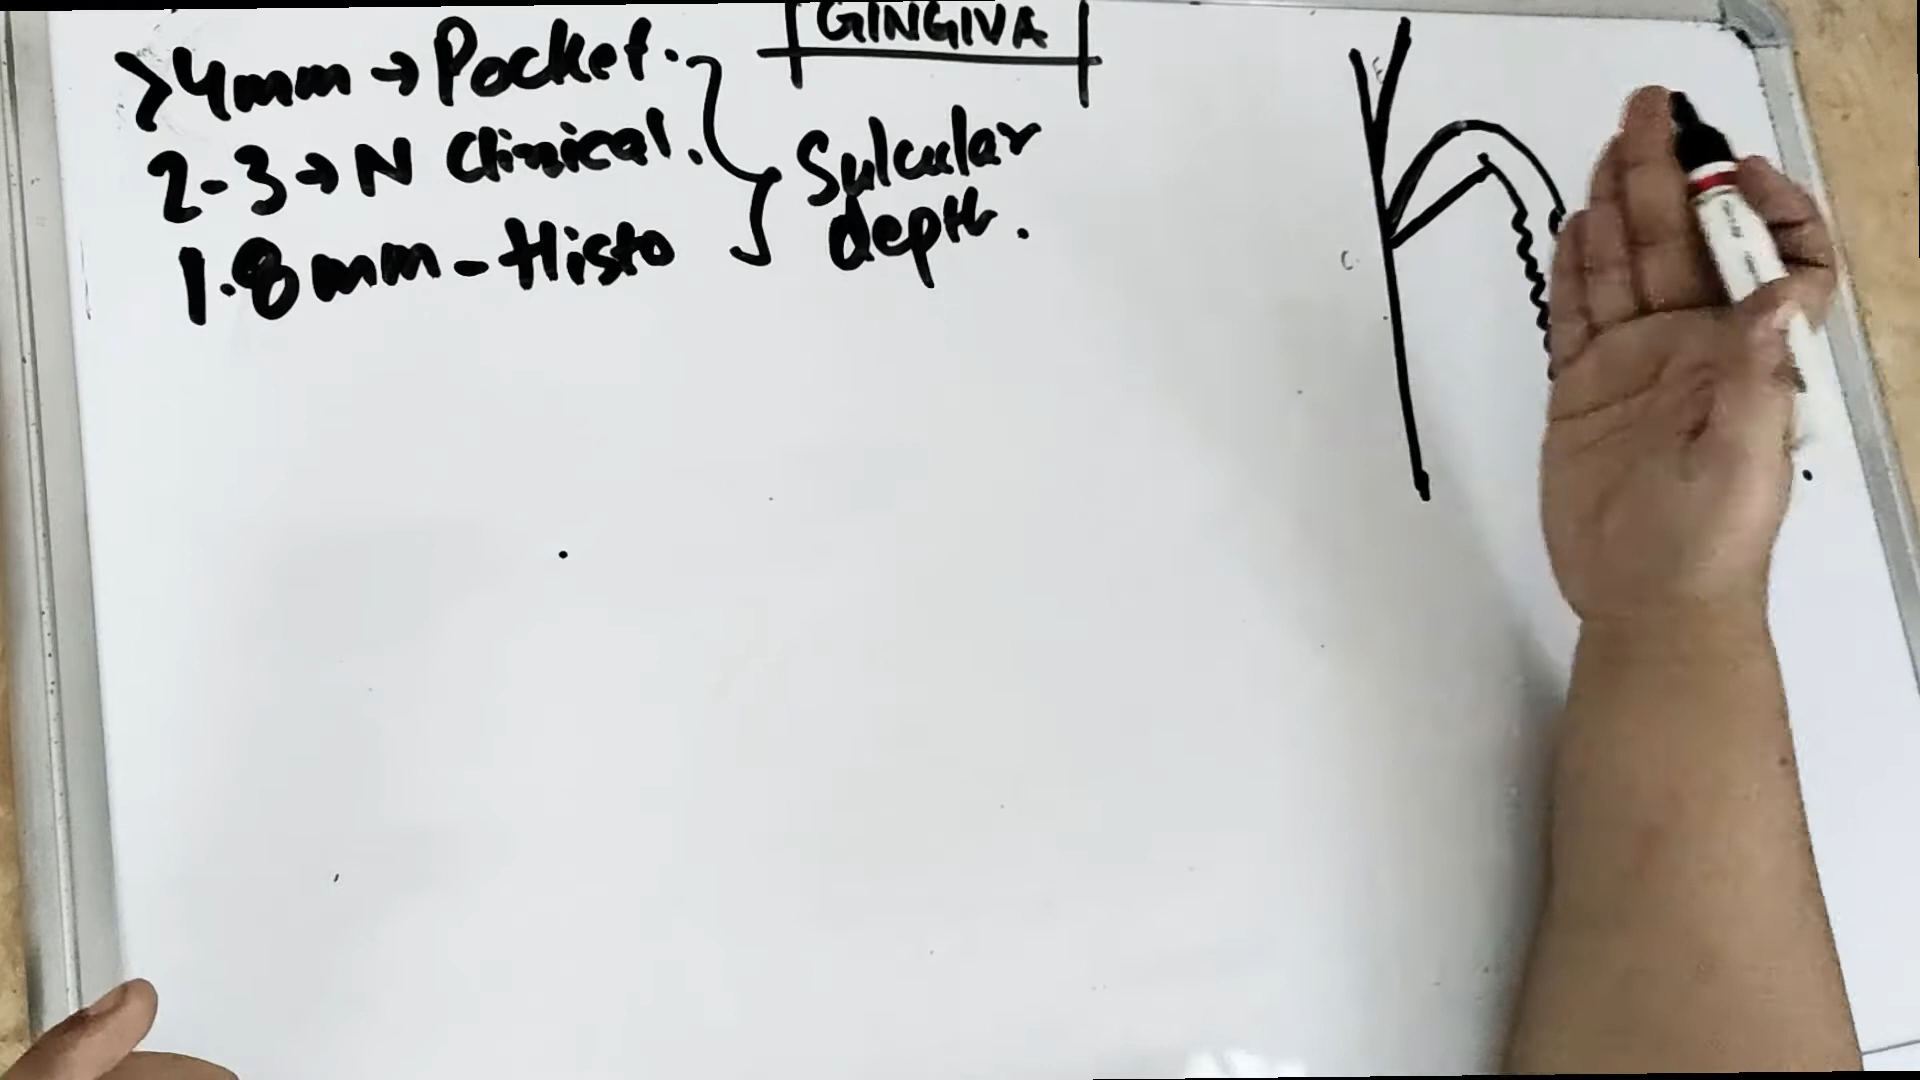 GINGIVA
>4mm → Pocket.
2-3 → N Clinical.
1.8mm - Histo
Sulcular
depth.
E
C